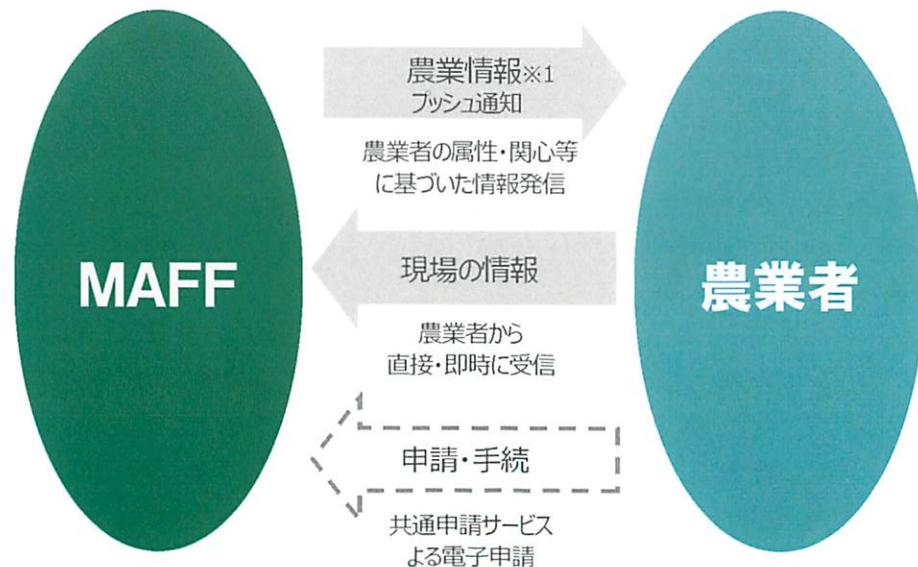 農業情報※1
プッシュ通知
農業者の属性・関心等
に基づいた情報発信
MAFF
現場の情報
農業者
農業者から
直接・即時に受信
申請・手続
共通申請サービス
よる電子申請